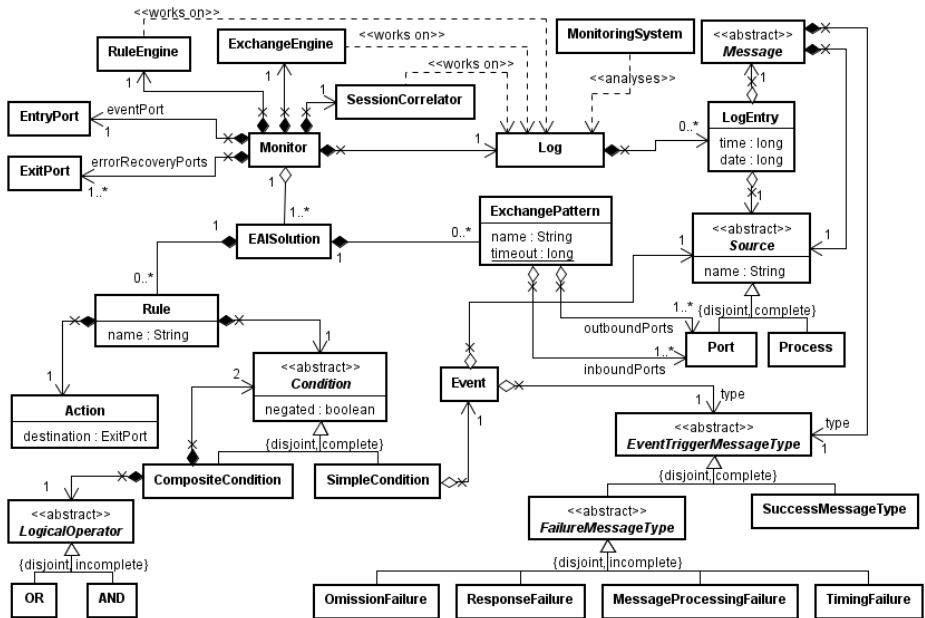 <<works on>>
RuleEngine
ExchangeEngine
<<works on>>
MonitoringSystem
<<abstract>>
Message
1
1
<<works on>>
<<analyses>>
1
SessionCorrelator
1
EntryPort
eventPort
1
LogEntry
time : long
date : long
0..*
Monitor
1
Log
ExitPort
errorRecoveryPorts
1..*
1
1
1..*
ExchangePattern
name : String
timeout : long
<<abstract>>
Source
name : String
1
1
1
EAISolution
1
0..*
0..*
{disjoint, complete}
1..*
outboundPorts
Rule
name : String
1..*
inboundPorts
Port
Process
1
1
<<abstract>>
Condition
negated : boolean
2
Event
1
type
1
Action
destination : ExitPort
<<abstract>>
EventTriggerMessageType
type
1
{disjoint, complete}
CompositeCondition
SimpleCondition
{disjoint, complete}
1
<<abstract>>
LogicalOperator
<<abstract>>
FailureMessageType
SuccessMessageType
{disjoint, incomplete}
{disjoint, incomplete}
OR
AND
OmissionFailure
ResponseFailure
MessageProcessingFailure
TimingFailure